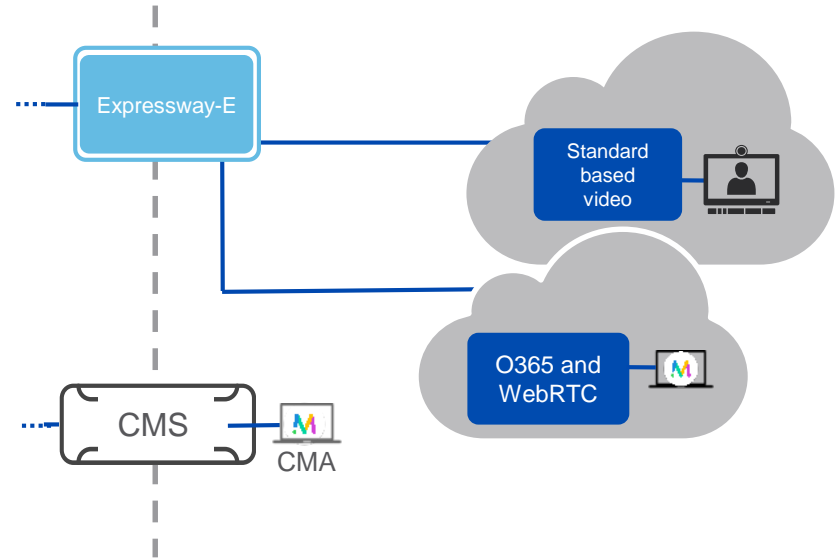 Expressway-E
Standard
based
video
O365 and
WebRTC
CMS
CMA